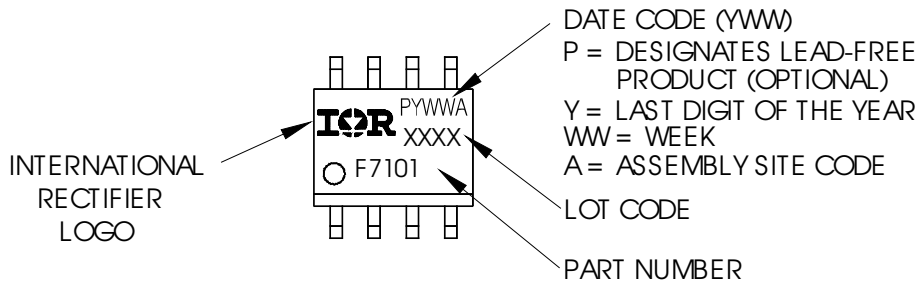 DATE CODE (YWW)
P = DESIGNATES LEAD-FREE
PRODUCT (OPTIONAL)
Y = LAST DIGIT OF THE YEAR
WW = WEEK
A = ASSEMBLY SITE CODE
LOT CODE
PART NUMBER
INTERNATIONAL
RECTIFIER
LOGO
IOR
PYWWA
XXXX
F7101